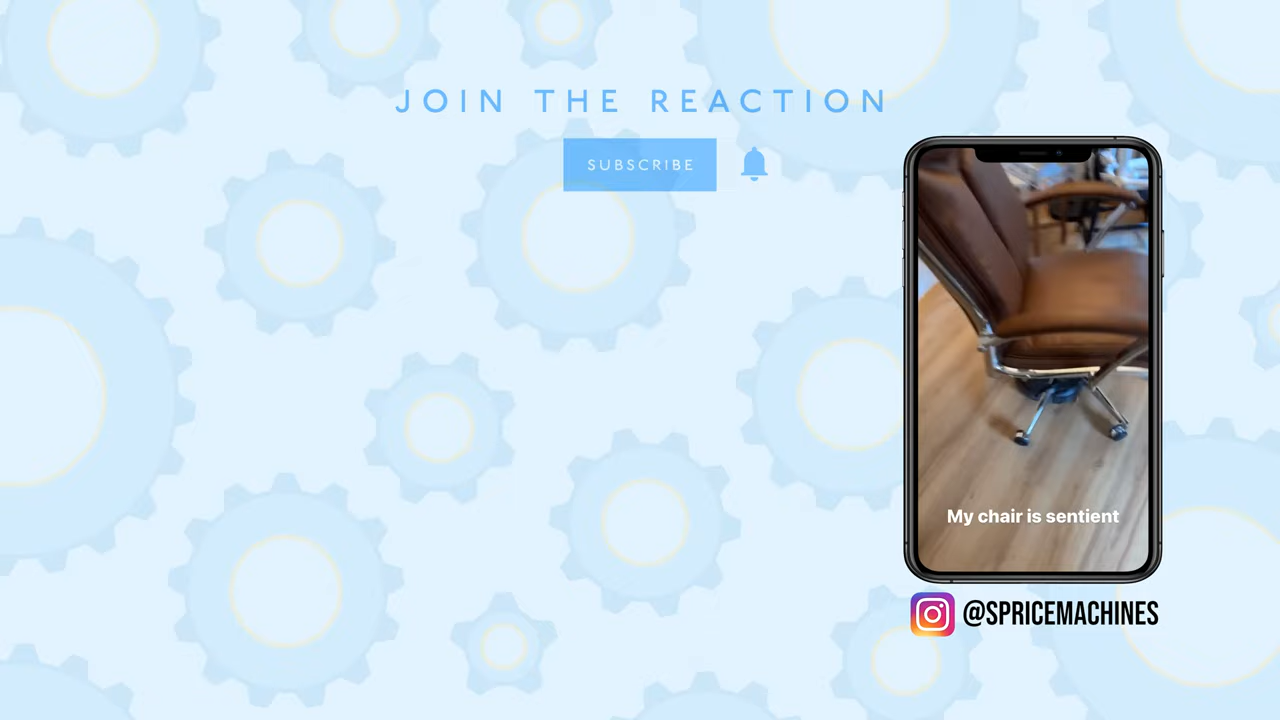 JOIN THE REACTION
SUBSCRIBE
My chair is sentient
@SPRICEMACHINES